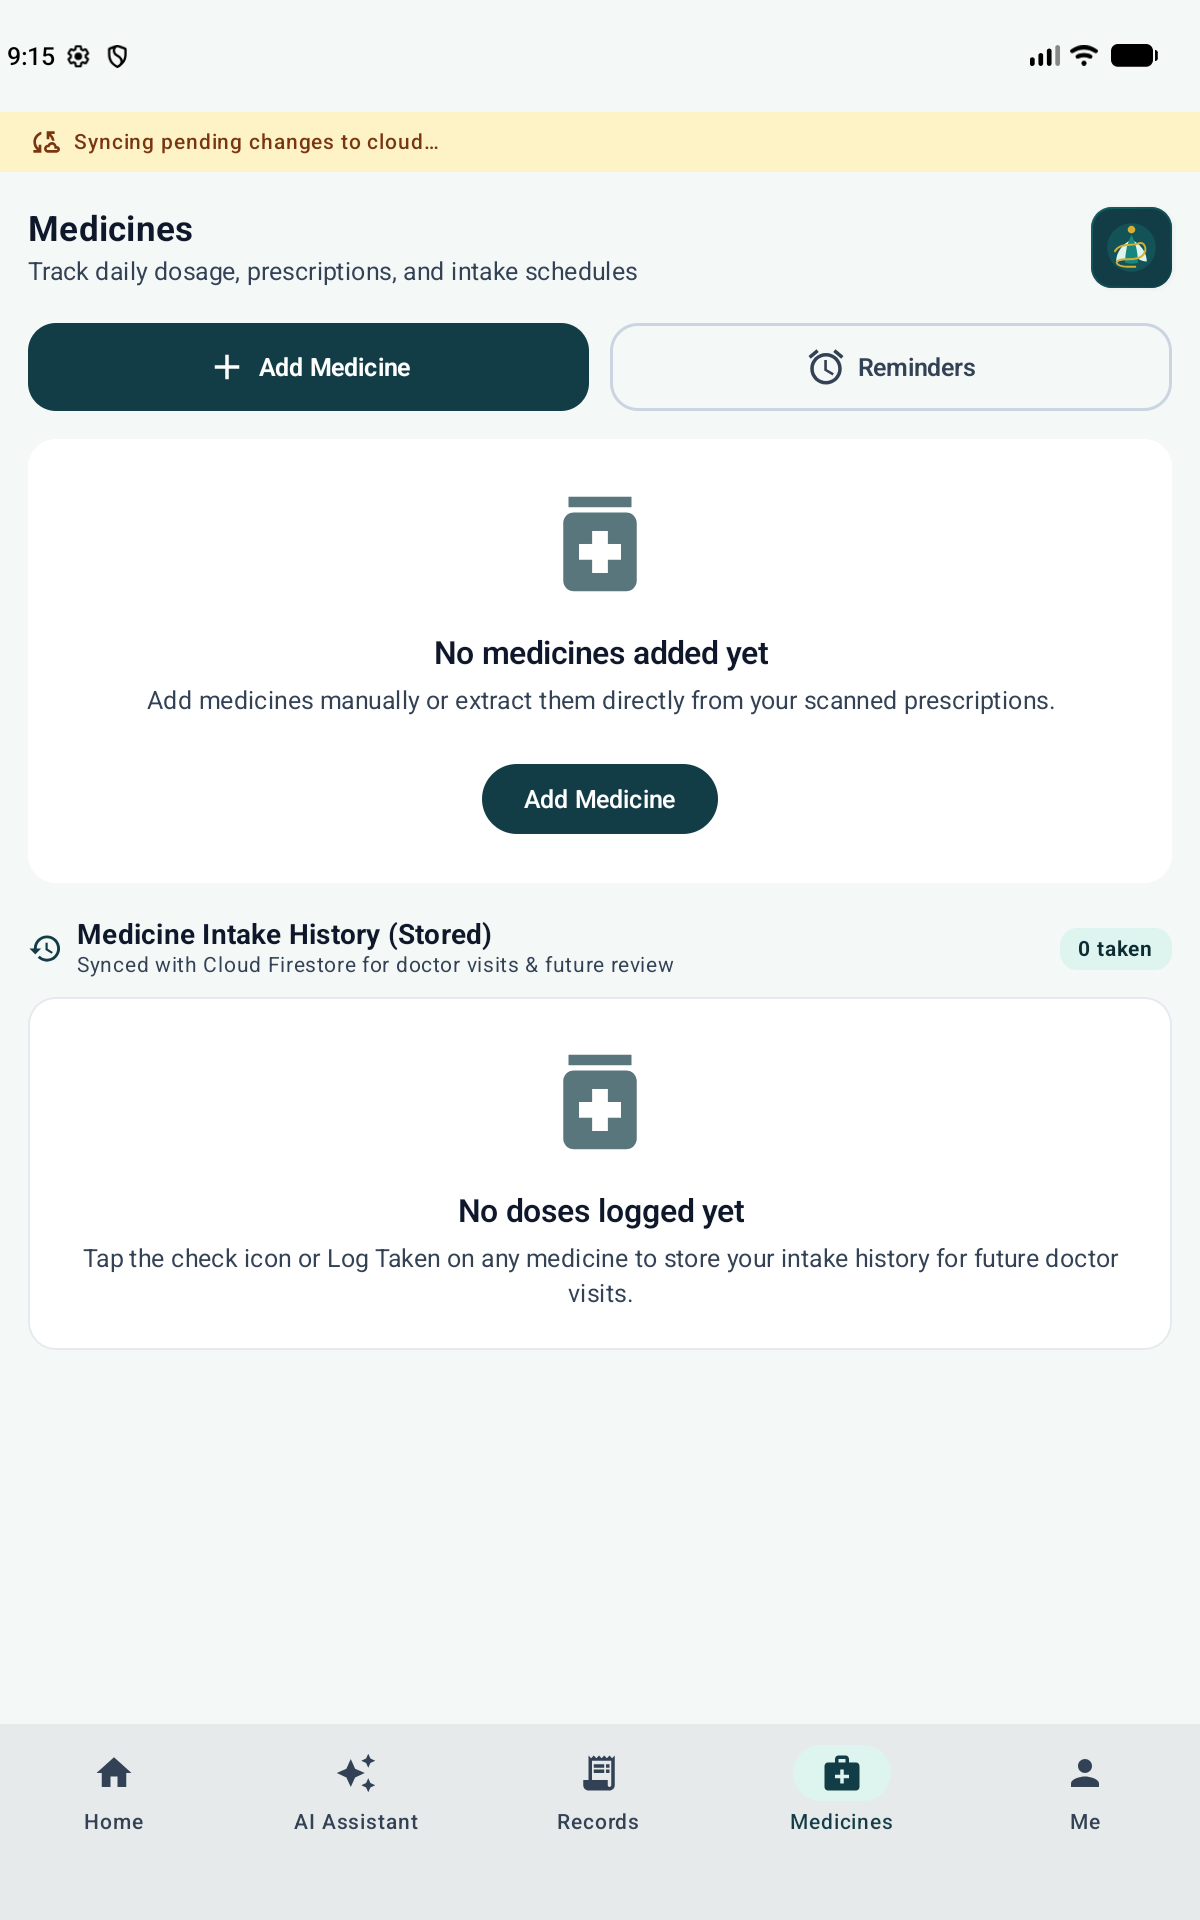 9:15
Syncing pending changes to cloud...
Medicines
Track daily dosage, prescriptions, and intake schedules
Add Medicine
Reminders
No medicines added yet
Add medicines manually or extract them directly from your scanned prescriptions.
Add Medicine
Medicine Intake History (Stored)
Synced with Cloud Firestore for doctor visits & future review
0 taken
No doses logged yet
Tap the check icon or Log Taken on any medicine to store your intake history for future doctor
visits.
Home
AI Assistant
Records
Medicines
Me